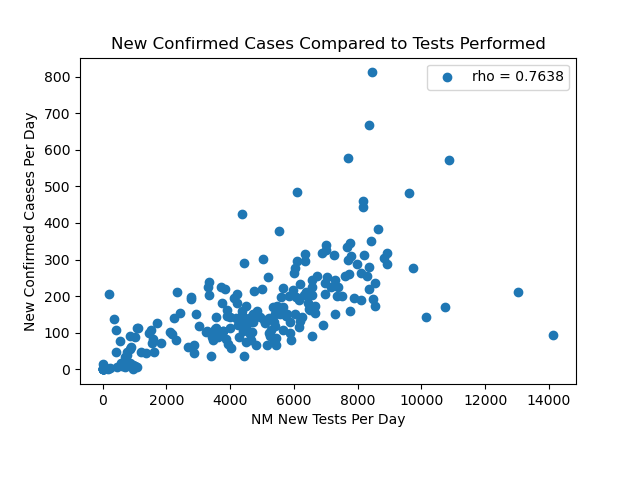 New Confirmed Cases Compared to Tests Performed
rho = 0.7638
800
700
600
500
400
300
200
100
0
New Confirmed Caeses Per Day
0 2000 4000 6000 8000 10000 12000 14000
NM New Tests Per Day